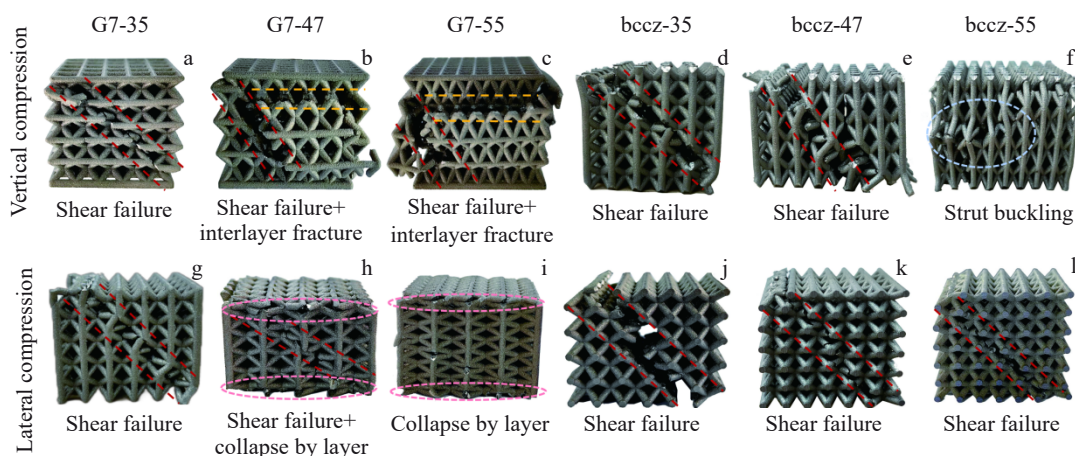 G7-35 G7-47 G7-55 bccz-35 bccz-47 bccz-55
Vertical compression
a b c d e f
Shear failure
Shear failure+
interlayer fracture
Shear failure+
interlayer fracture
Shear failure
Shear failure
Strut buckling
Lateral compression
g h i j k l
Shear failure
Shear failure+
collapse by layer
Collapse by layer
Shear failure
Shear failure
Shear failure